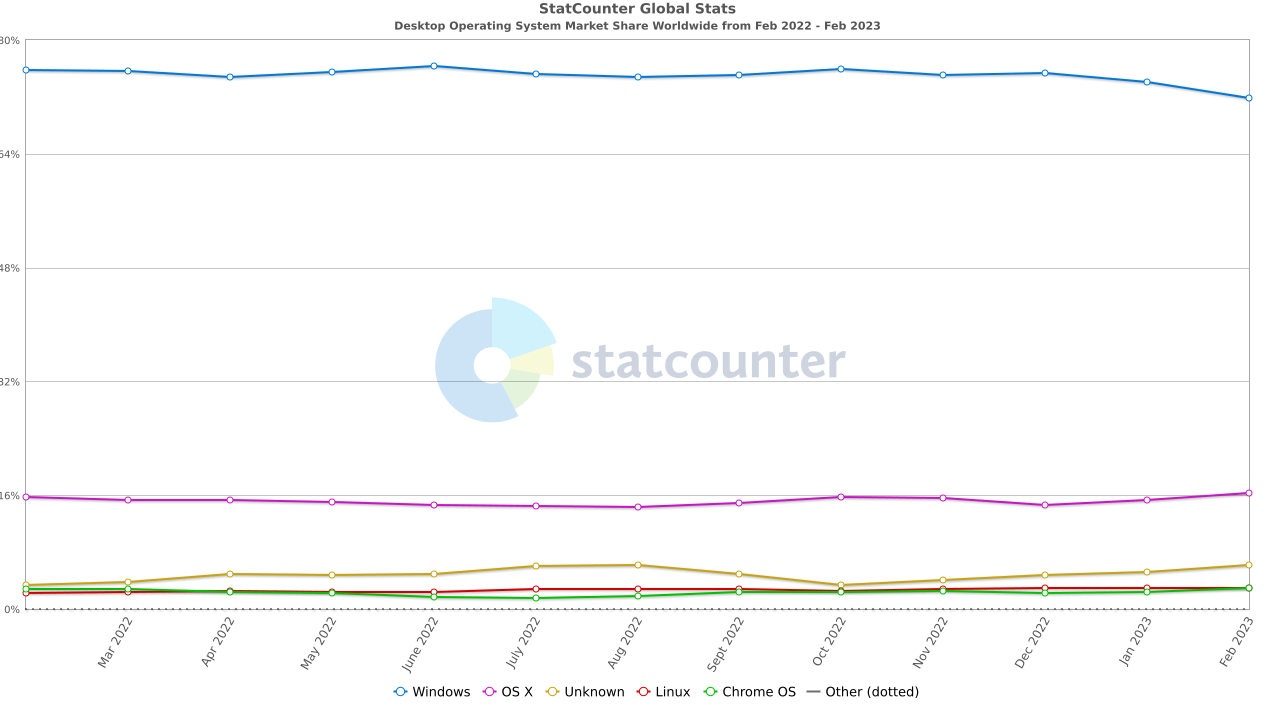 StatCounter Global Stats
Desktop Operating System Market Share Worldwide from Feb 2022 - Feb 2023
80%
64%
48%
32%
16%
0%
statcounter
Mar 2022
Apr 2022
May 2022
June 2022
July 2022
Aug 2022
Sept 2022
Oct 2022
Nov 2022
Dec 2022
Jan 2023
Feb 2023
Windows OS X Unknown Linux Chrome OS Other (dotted)